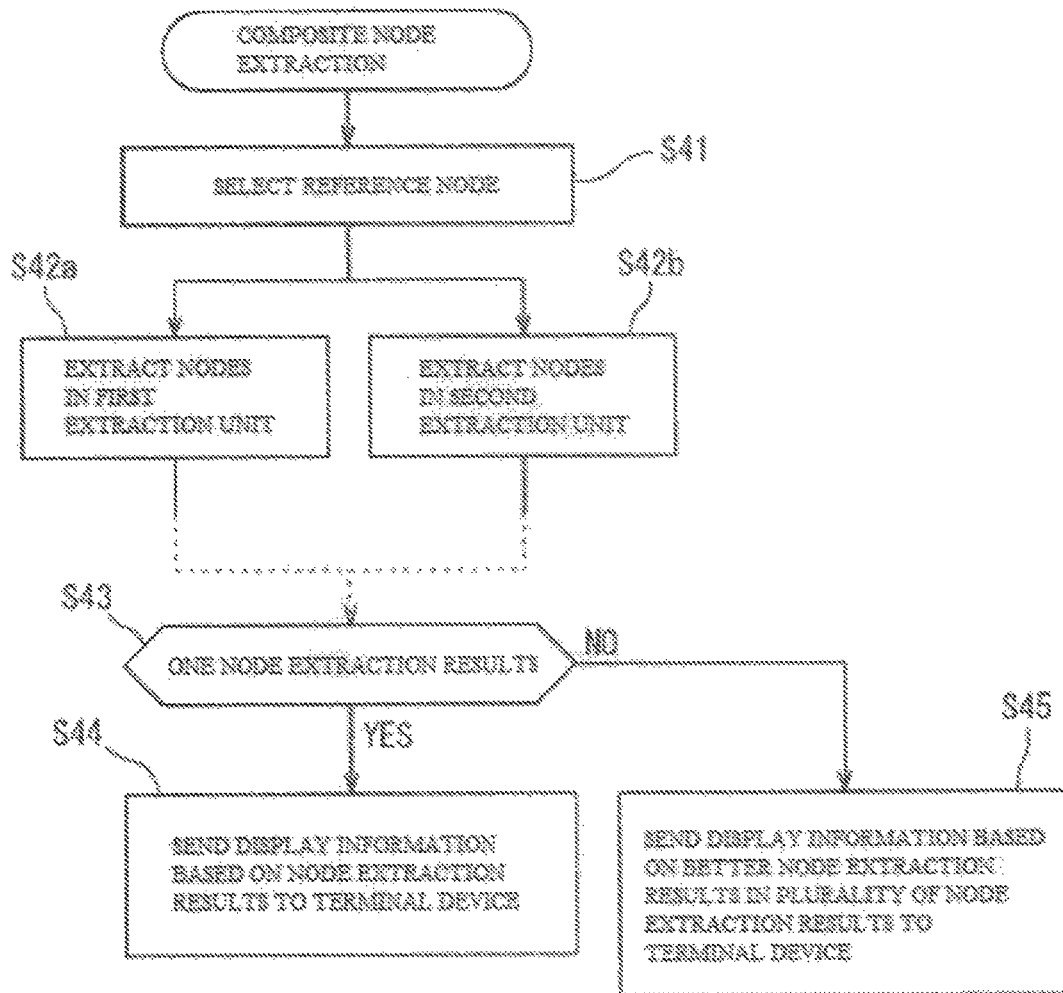 COMPOSITE NODE
EXTRACTION
S41
SELECT REFERENCE NODE
S42a
S42b
EXTRACT NODES
IN FIRST
EXTRACTION UNIT
EXTRACT NODES
IN SECOND
EXTRACTION UNIT
S43
ONE NODE EXTRACTION RESULTS
NO
YES
S44
S45
SEND DISPLAY INFORMATION
BASED ON NODE EXTRACTION
RESULTS TO TERMINAL DEVICE
SEND DISPLAY INFORMATION BASED
ON BETTER NODE EXTRACTION
RESULTS IN PLURALITY OF NODE
EXTRACTION RESULTS TO
TERMINAL DEVICE